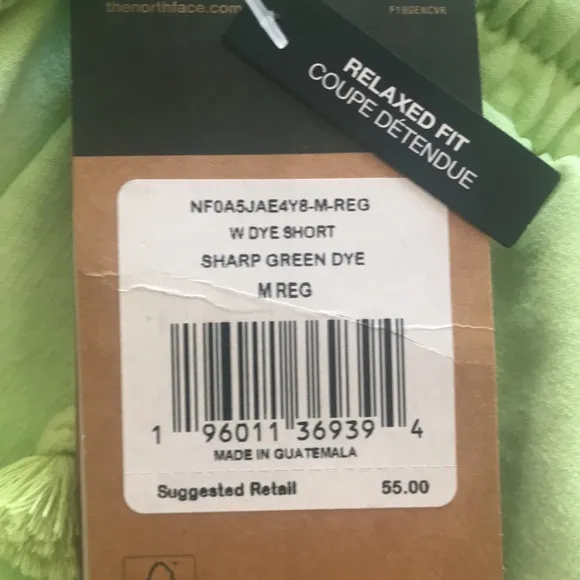 thenorthface.com
F19GENCVR
RELAXED FIT
COUPE DÉTENDUE
NF0A5JAE4Y8-M-REG
W DYE SHORT
SHARP GREEN DYE
M REG
1 96011 36939 4
MADE IN GUATEMALA
Suggested Retail 55.00